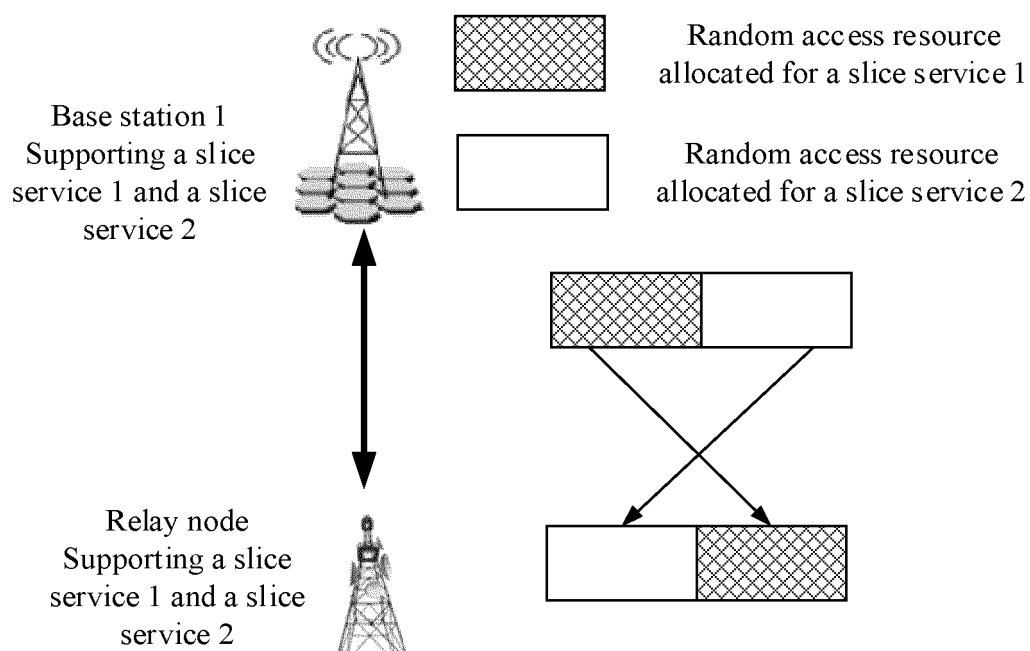 Random access resource
allocated for a slice service 1
Base station 1
Supporting a slice
service 1 and a slice
service 2
Random access resource
allocated for a slice service 2
Relay node
Supporting a slice
service 1 and a slice
service 2